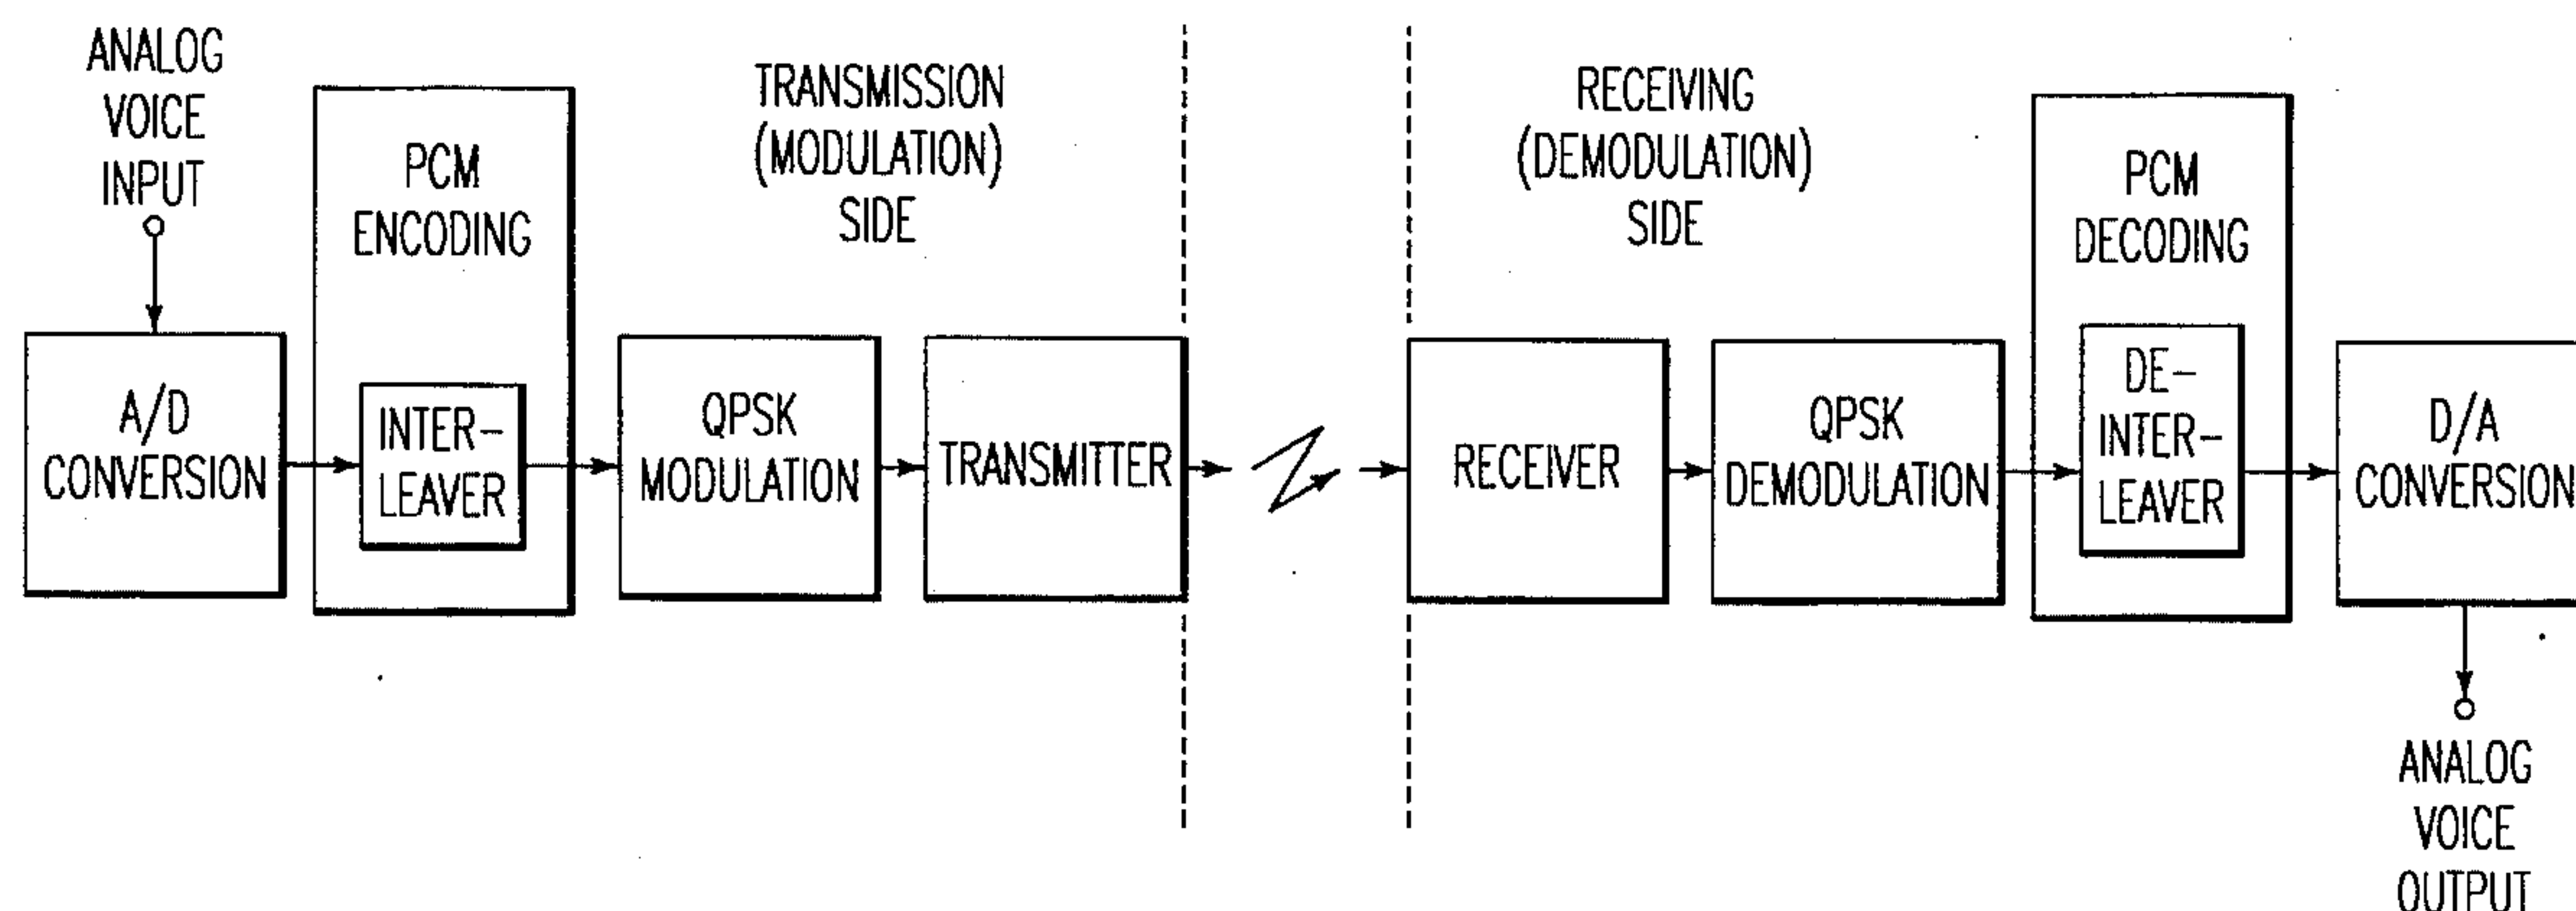 ANALOG
VOICE
INPUT
A/D
CONVERSION
PCM
ENCODING
INTER-
LEAVER
TRANSMISSION
(MODULATION)
SIDE
QPSK
MODULATION
TRANSMITTER
RECEIVING
(DEMODULATION)
SIDE
RECEIVER
QPSK
DEMODULATION
PCM
DECODING
DE-
INTER-
LEAVER
D/A
CONVERSION
ANALOG
VOICE
OUTPUT